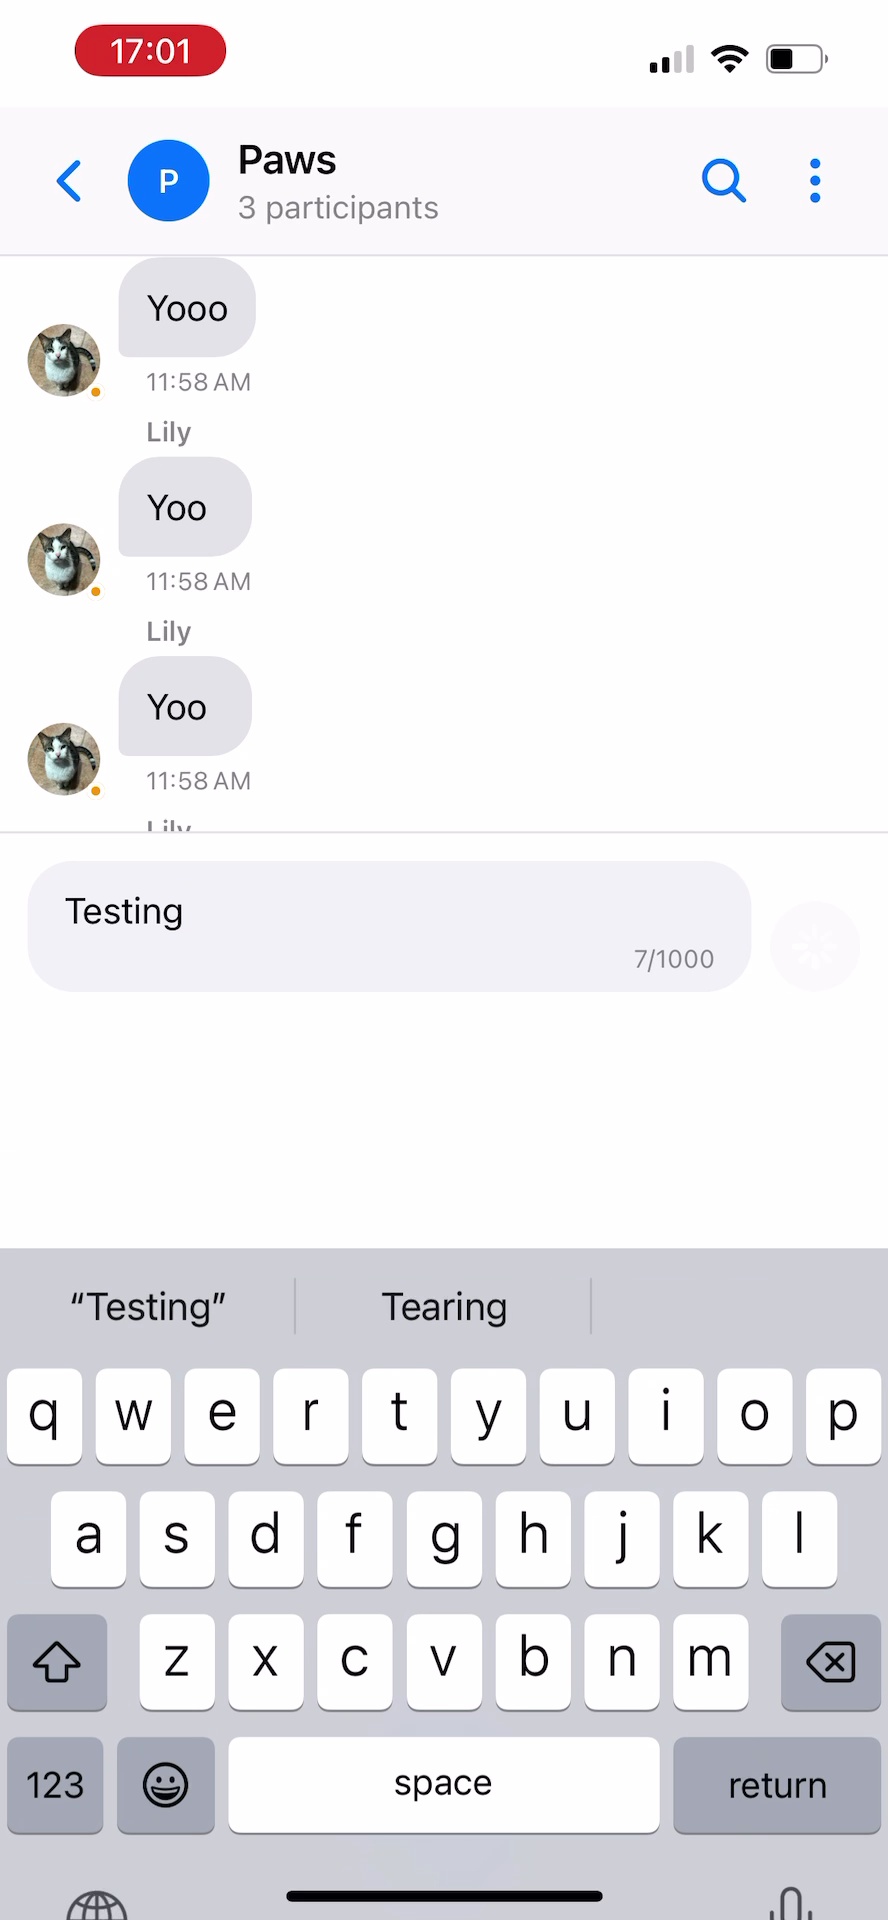 17:01
P
Paws
3 participants
Yooo
11:58 AM
Lily
Yoo
11:58 AM
Lily
Yoo
11:58 AM
Lily
Testing
7/1000
“Testing”
Tearing
q w e r t y u i o p
a s d f g h j k l
z x c v b n m
123
space
return